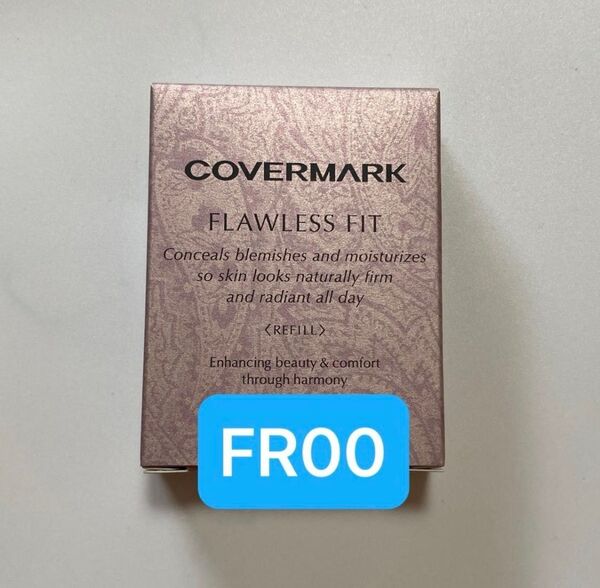 COVERMARK
FLAWLESS FIT
Conceals blemishes and moisturizes
so skin looks naturally firm
and radiant all day
〈REFILL〉
Enhancing beauty & comfort
through harmony
FR00